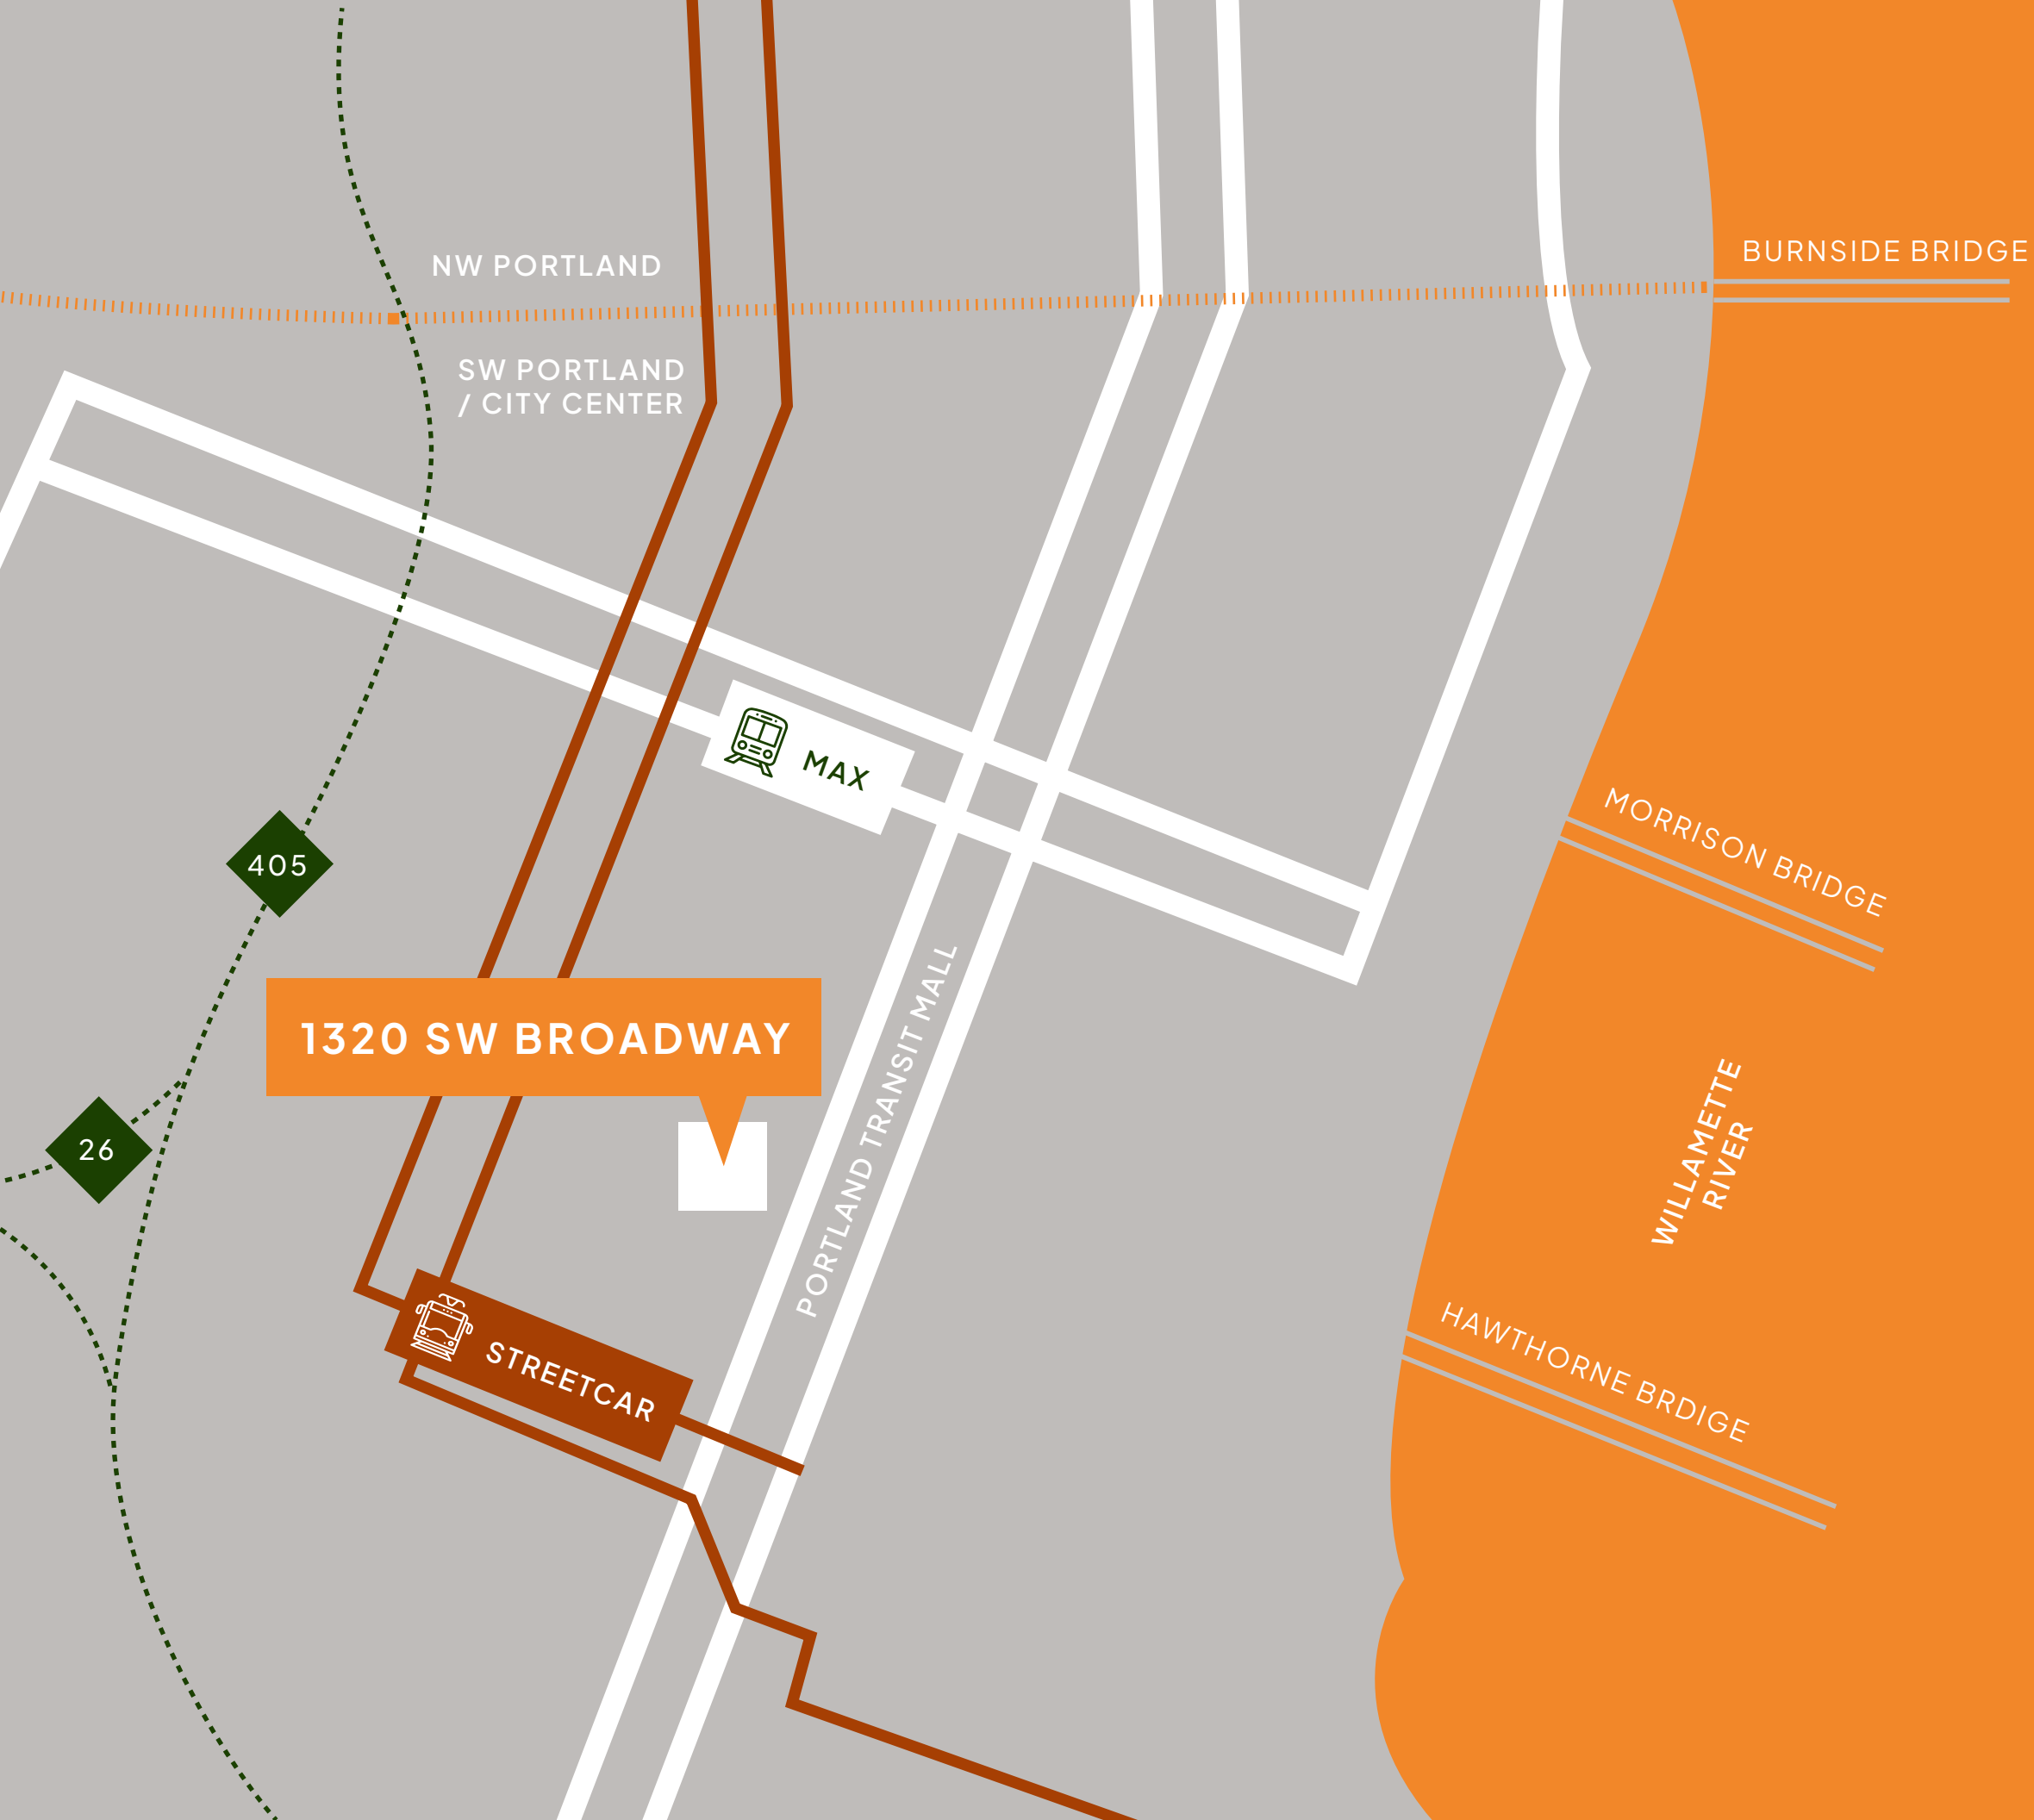 BURNSIDE BRIDGE
NW PORTLAND
SW PORTLAND
/ CITY CENTER
MAX
MORRISON BRIDGE
405
1320 SW BROADWAY
PORTLAND TRANSIT MALL
26
WILLAMETTE
RIVER
STREETCAR
HAWTHORNE BRDIGE